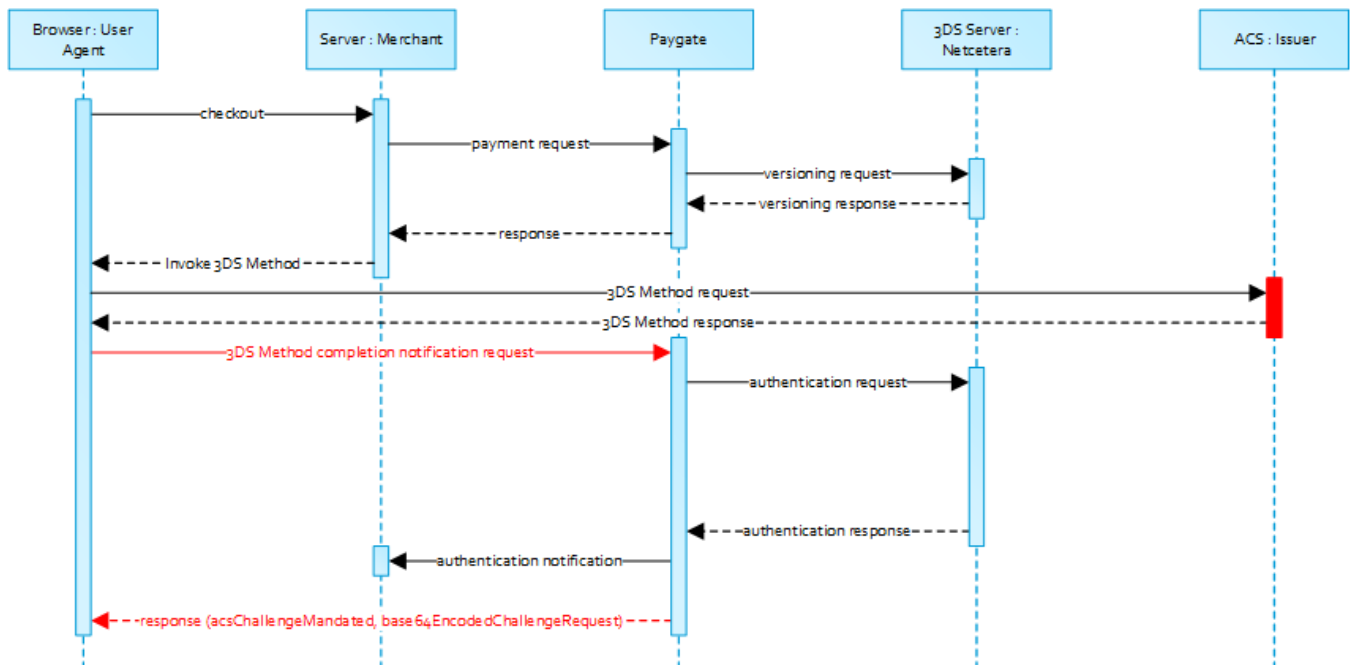 Browser : User
Agent
Server : Merchant
Paygate
3DS Server :
Netcetera
ACS : Issuer
checkout
payment request
versioning request
versioning response
response
Invoke 3DS Method
3DS Method request
3DS Method response
3DS Method completion notification request
authentication request
authentication response
authentication notification
response (acsChallengeMandated, base64EncodedChallengeRequest)